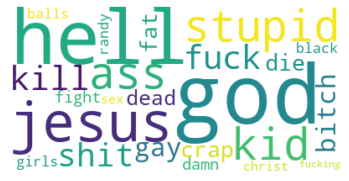 balls
hell
randy
fat
stupid
kill
ass
fuck
die
black
jesus
fight
sex
dead
god
bitch
girls
shit
gay
crap
kid
damn
christ
fucking